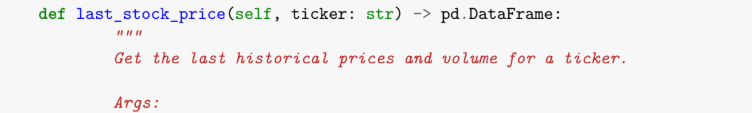 def last_stock_price(self, ticker: str) -> pd.DataFrame:
"""
Get the last historical prices and volume for a ticker.
Args: